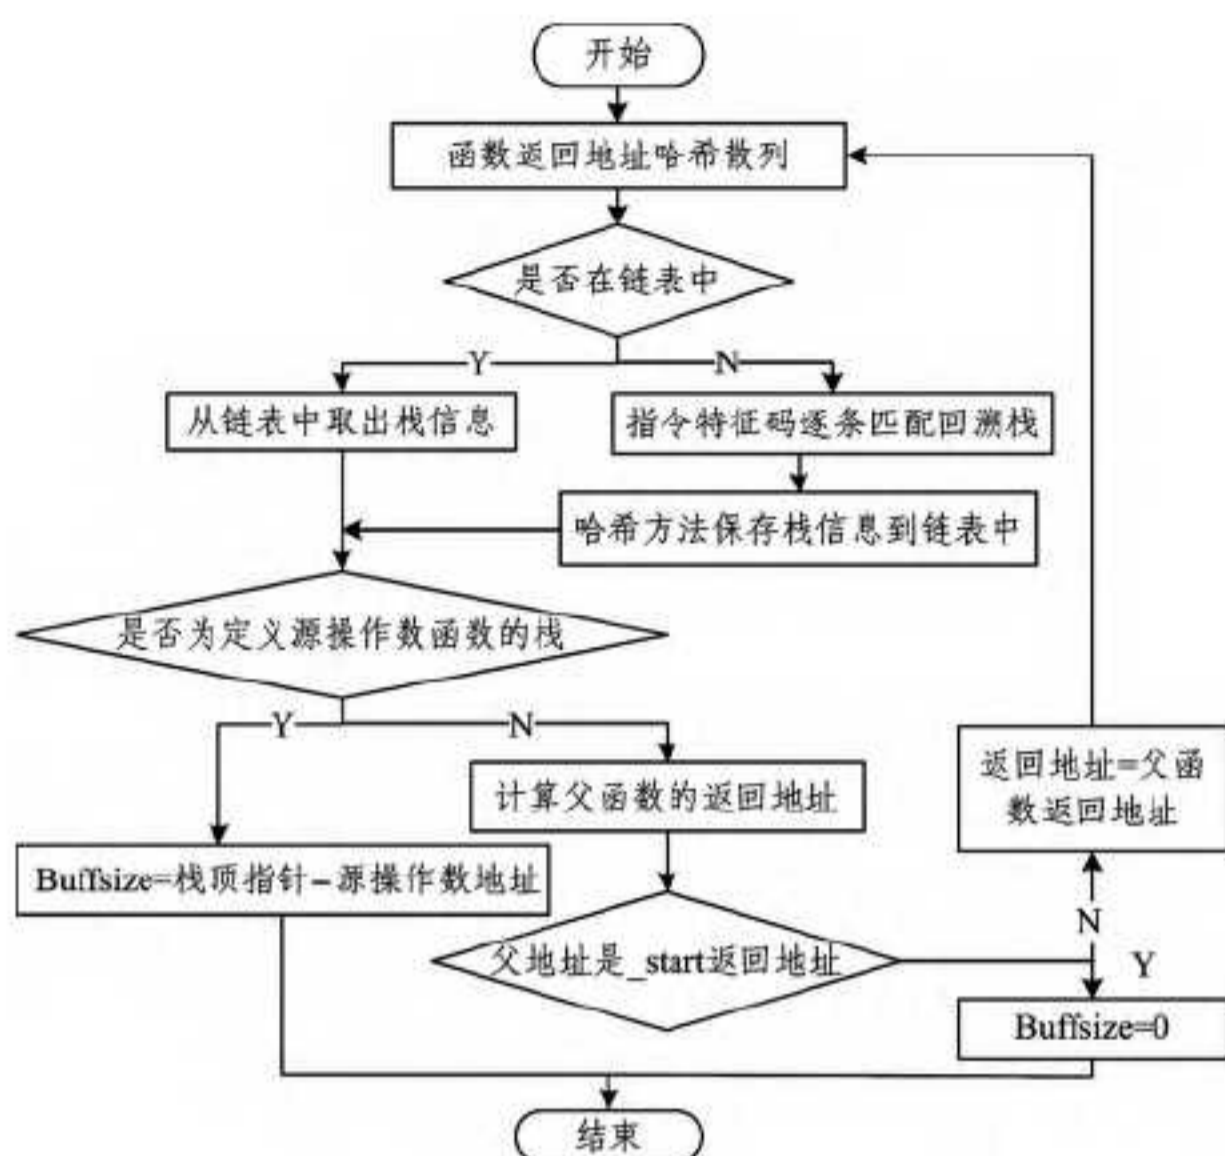 开始
函数返回地址哈希散列
是否在链表中
Y
N
从链表中取出栈信息
指令特征码逐条匹配回溯栈
哈希方法保存栈信息到链表中
是否为定义源操作数函数的栈
Y
N
计算父函数的返回地址
返回地址=父函
数返回地址
Buffsize=栈顶指针-源操作数地址
父地址是_start返回地址
N
Y
Buffsize=0
结束